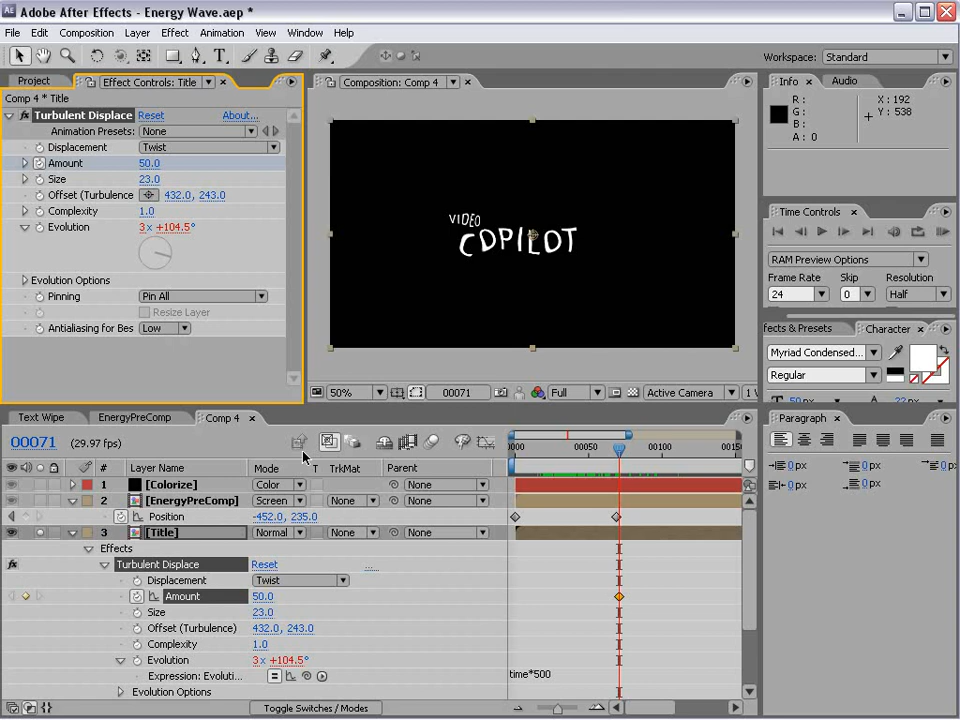 Adobe After Effects - Energy Wave.aep *
File Edit Composition Layer Effect Animation View Window Help
Workspace: Standard
Project Effect Controls: Title
Comp 4 * Title
Turbulent Displace Reset About...
Animation Presets: None
Displacement Twist
Amount 50.0
Size 23.0
Offset (Turbulence 432.0, 243.0
Complexity 1.0
Evolution 3x +104.5°
Evolution Options
Pinning Pin All
Resize Layer
Antialiasing for Bes Low
Composition: Comp 4
VIDEO
COPILOT
50% 00071 Full Active Camera 1 V
Info Audio
R: X: 192
G: Y: 538
B:
A: 0
Time Controls
RAM Preview Options
Frame Rate Skip Resolution
24 0 Half
ffects & Presets Character
Myriad Condensed...
Regular
Paragraph
0 px 0 px 0 px
0 px 0 px
Text Wipe EnergyPreComp Comp 4
00071 (29.97 fps)
0000 00050 00100 0015
# Layer Name Mode T TrkMat Parent
1 [Colorize] Color None
2 [EnergyPreComp] Screen None None
Position -452.0, 235.0
3 [Title] Normal None None
Effects
Turbulent Displace Reset ...
Displacement Twist
Amount 50.0
Size 23.0
Offset (Turbulence) 432.0, 243.0
Complexity 1.0
Evolution 3x +104.5°
Expression: Evoluti... time*500
Evolution Options
Toggle Switches / Modes